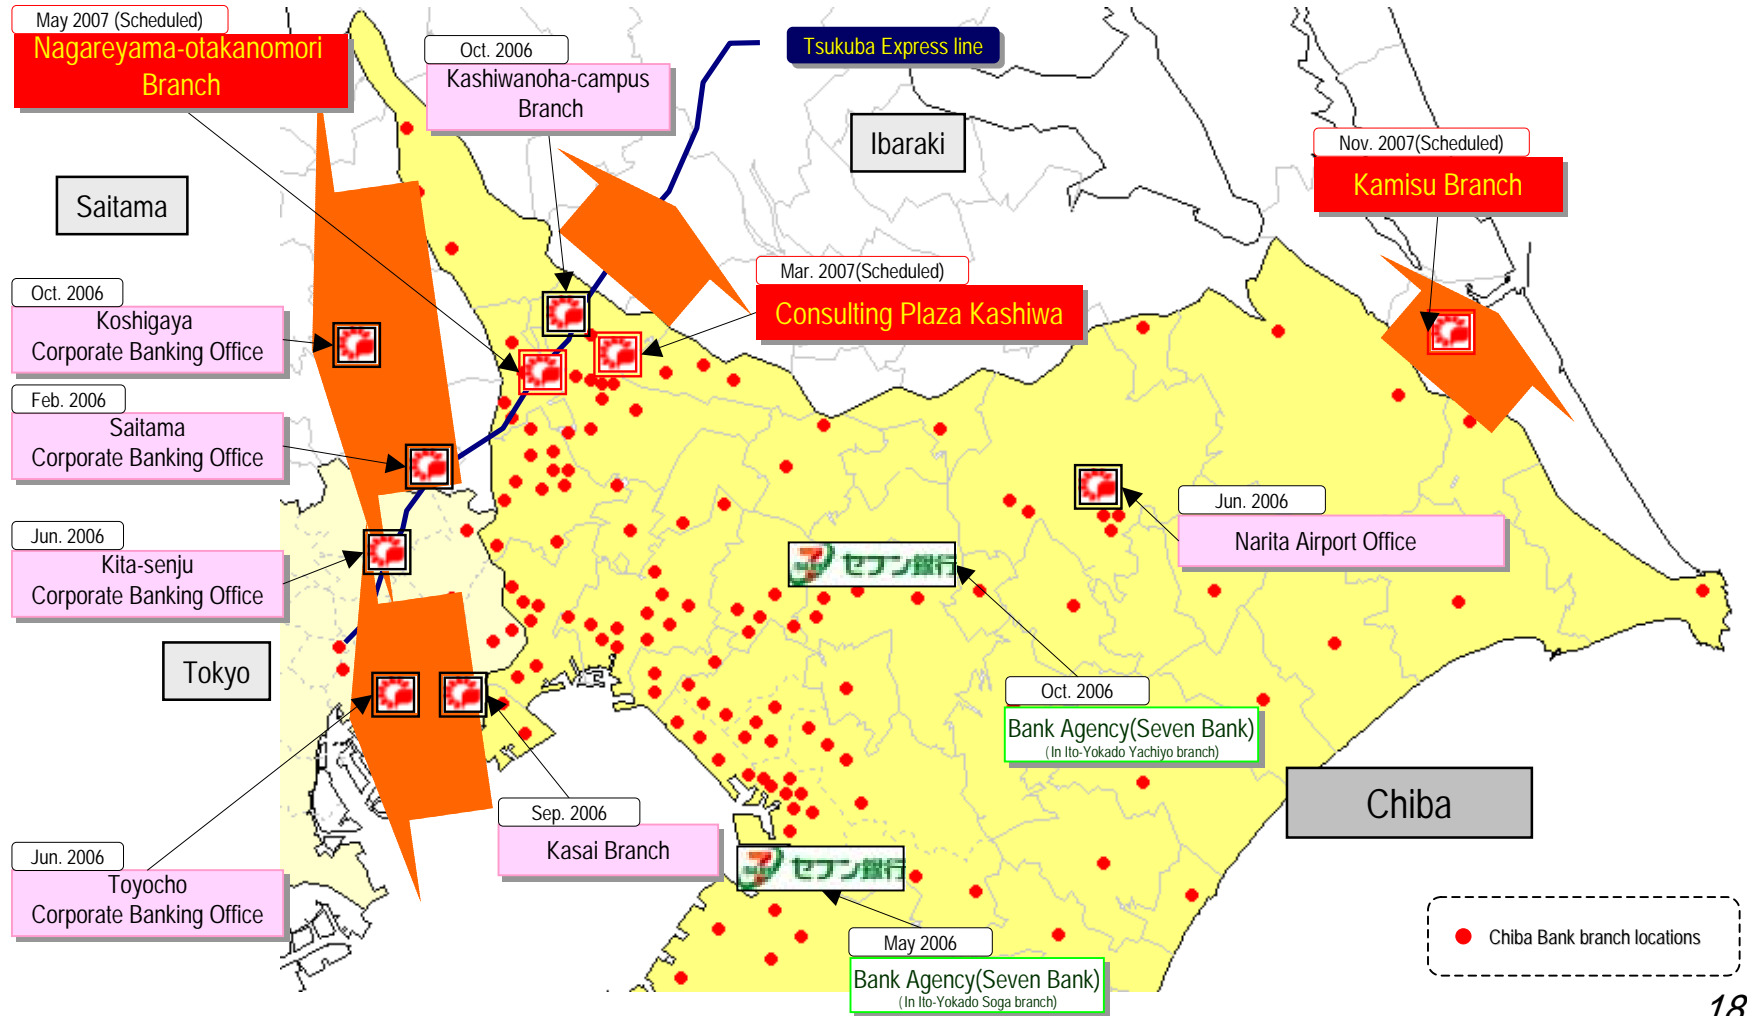 May 2007 (Scheduled)
Nagareyama-otakanomori
Branch
Oct. 2006
Kashiwanoha-campus
Branch
Tsukuba Express line
Ibaraki
Nov. 2007(Scheduled)
Kamisu Branch
Saitama
Mar. 2007(Scheduled)
Consulting Plaza Kashiwa
Oct. 2006
Koshigaya
Corporate Banking Office
Feb. 2006
Saitama
Corporate Banking Office
Jun. 2006
Narita Airport Office
Jun. 2006
Kita-senju
Corporate Banking Office
セブン銀行
Tokyo
Oct. 2006
Bank Agency(Seven Bank)
(In Ito-Yokado Yachiyo branch)
Chiba
Sep. 2006
Kasai Branch
Jun. 2006
Toyocho
Corporate Banking Office
セブン銀行
May 2006
Bank Agency(Seven Bank)
(In Ito-Yokado Soga branch)
Chiba Bank branch locations
18